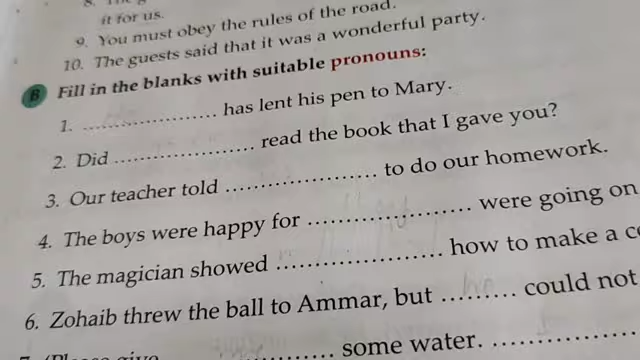 it for us.
9. You must obey the rules of the road.
10. The guests said that it was a wonderful party.
B Fill in the blanks with suitable pronouns:
1. .................... has lent his pen to Mary.
2. Did .................... read the book that I gave you?
3. Our teacher told .................... to do our homework.
4. The boys were happy for .................... were going on
5. The magician showed .................... how to make a
6. Zohaib threw the ball to Ammar, but ......... he could not
.................... some water. ....................